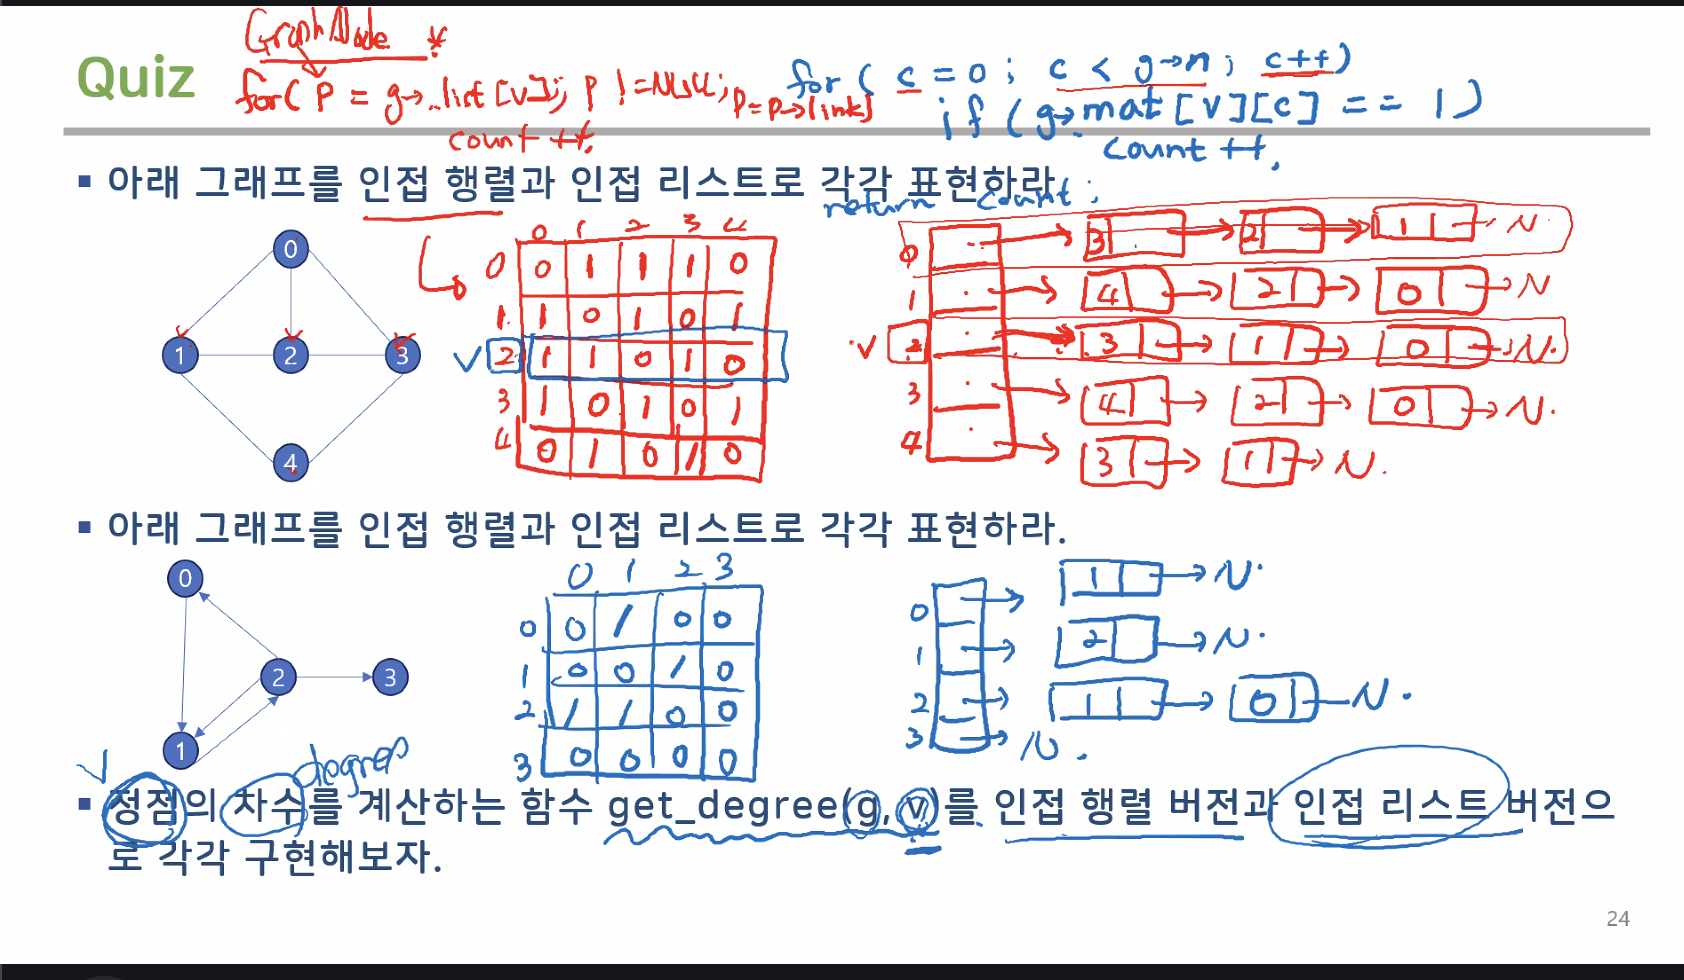 GraphNode *
Quiz
for( p = g→list[v]; p != NULL; p=p→link)
count ++;
for ( c = 0 ; c < g→n ; c++)
if ( g→mat[v][c] == 1 )
count ++;
▪ 아래 그래프를 인접 행렬과 인접 리스트로 각각 표현하라.
return count;
0
1 2 3
4
0 1 2 3 4
0 0 1 1 1 0
1 1 0 1 0 1
V 2 1 1 0 1 0
3 1 0 1 0 1
4 0 1 0 1 0
0 3 2 1 N
1 4 2 0 N
V 2 3 1 0 N.
3 4 2 0 N.
4 3 1 N.
▪ 아래 그래프를 인접 행렬과 인접 리스트로 각각 표현하라.
0
2 3
1
0 1 2 3
0 0 1 0 0
1 0 0 1 0
2 1 1 0 0
3 0 0 0 0
0 1 N.
1 2 N.
2 1 0 N.
3 N.
degree
▪ 정점의 차수를 계산하는 함수 get_degree(g, v)를 인접 행렬 버전과 인접 리스트 버전으
로 각각 구현해보자.
24